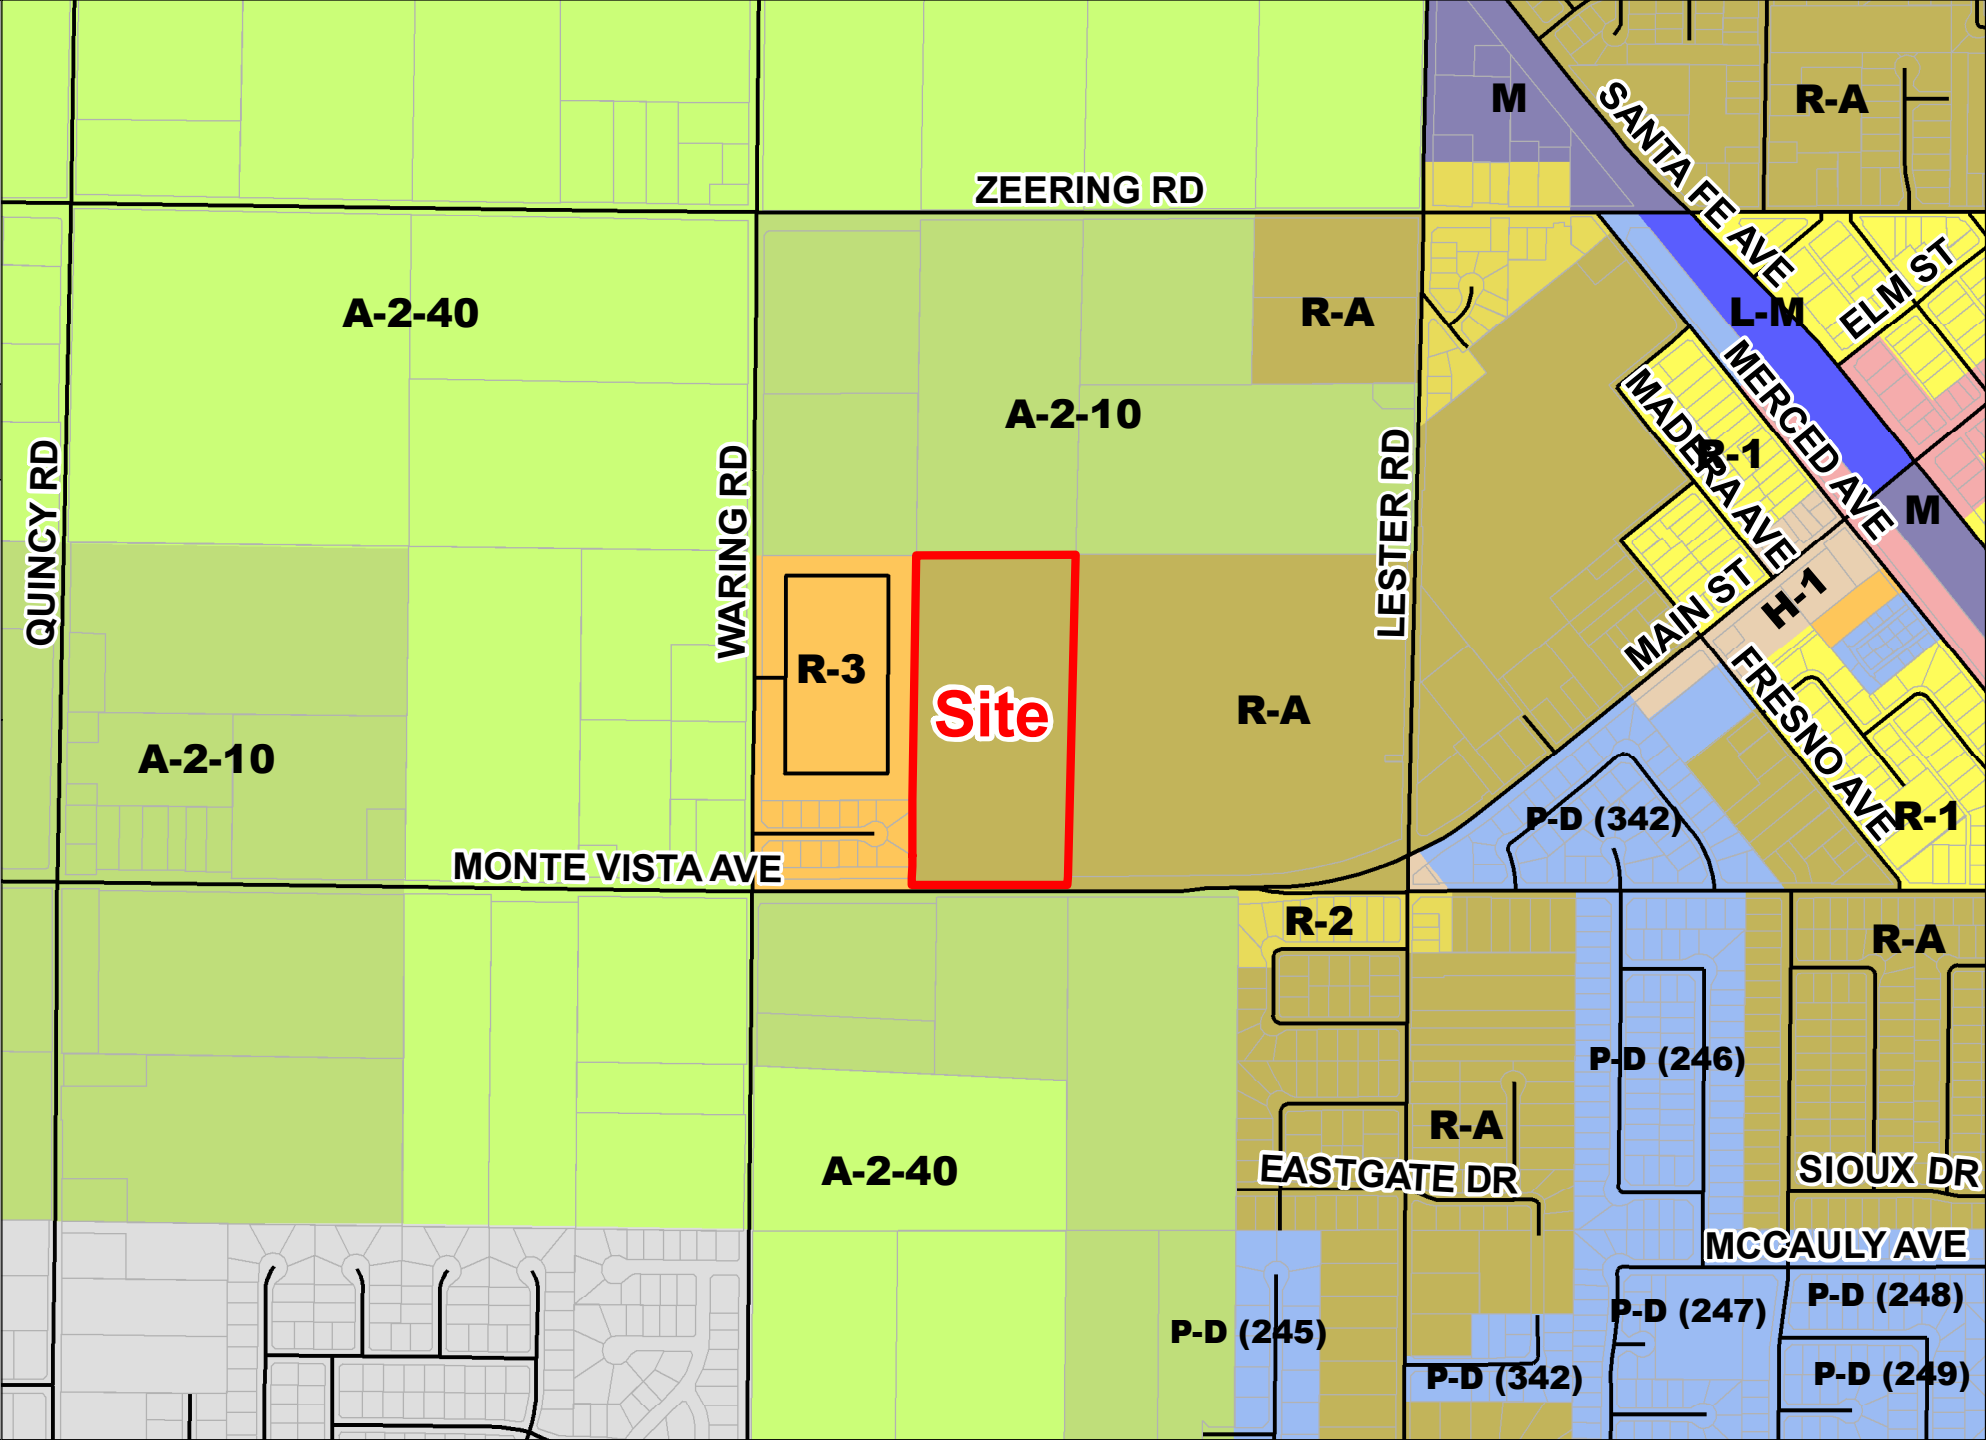 M
R-A
SANTA FE AVE
ZEERING RD
A-2-40
R-A
L-M
ELM ST
A-2-10
MERCED AVE
MADERA AVE
R-1
QUINCY RD
WARING RD
LESTER RD
M
MAIN ST
H-1
R-3
Site
R-A
FRESNO AVE
A-2-10
P-D (342)
R-1
MONTE VISTA AVE
R-2
R-A
P-D (246)
R-A
A-2-40
EASTGATE DR
SIOUX DR
MCCAULY AVE
P-D (245)
P-D (247)
P-D (248)
P-D (342)
P-D (249)